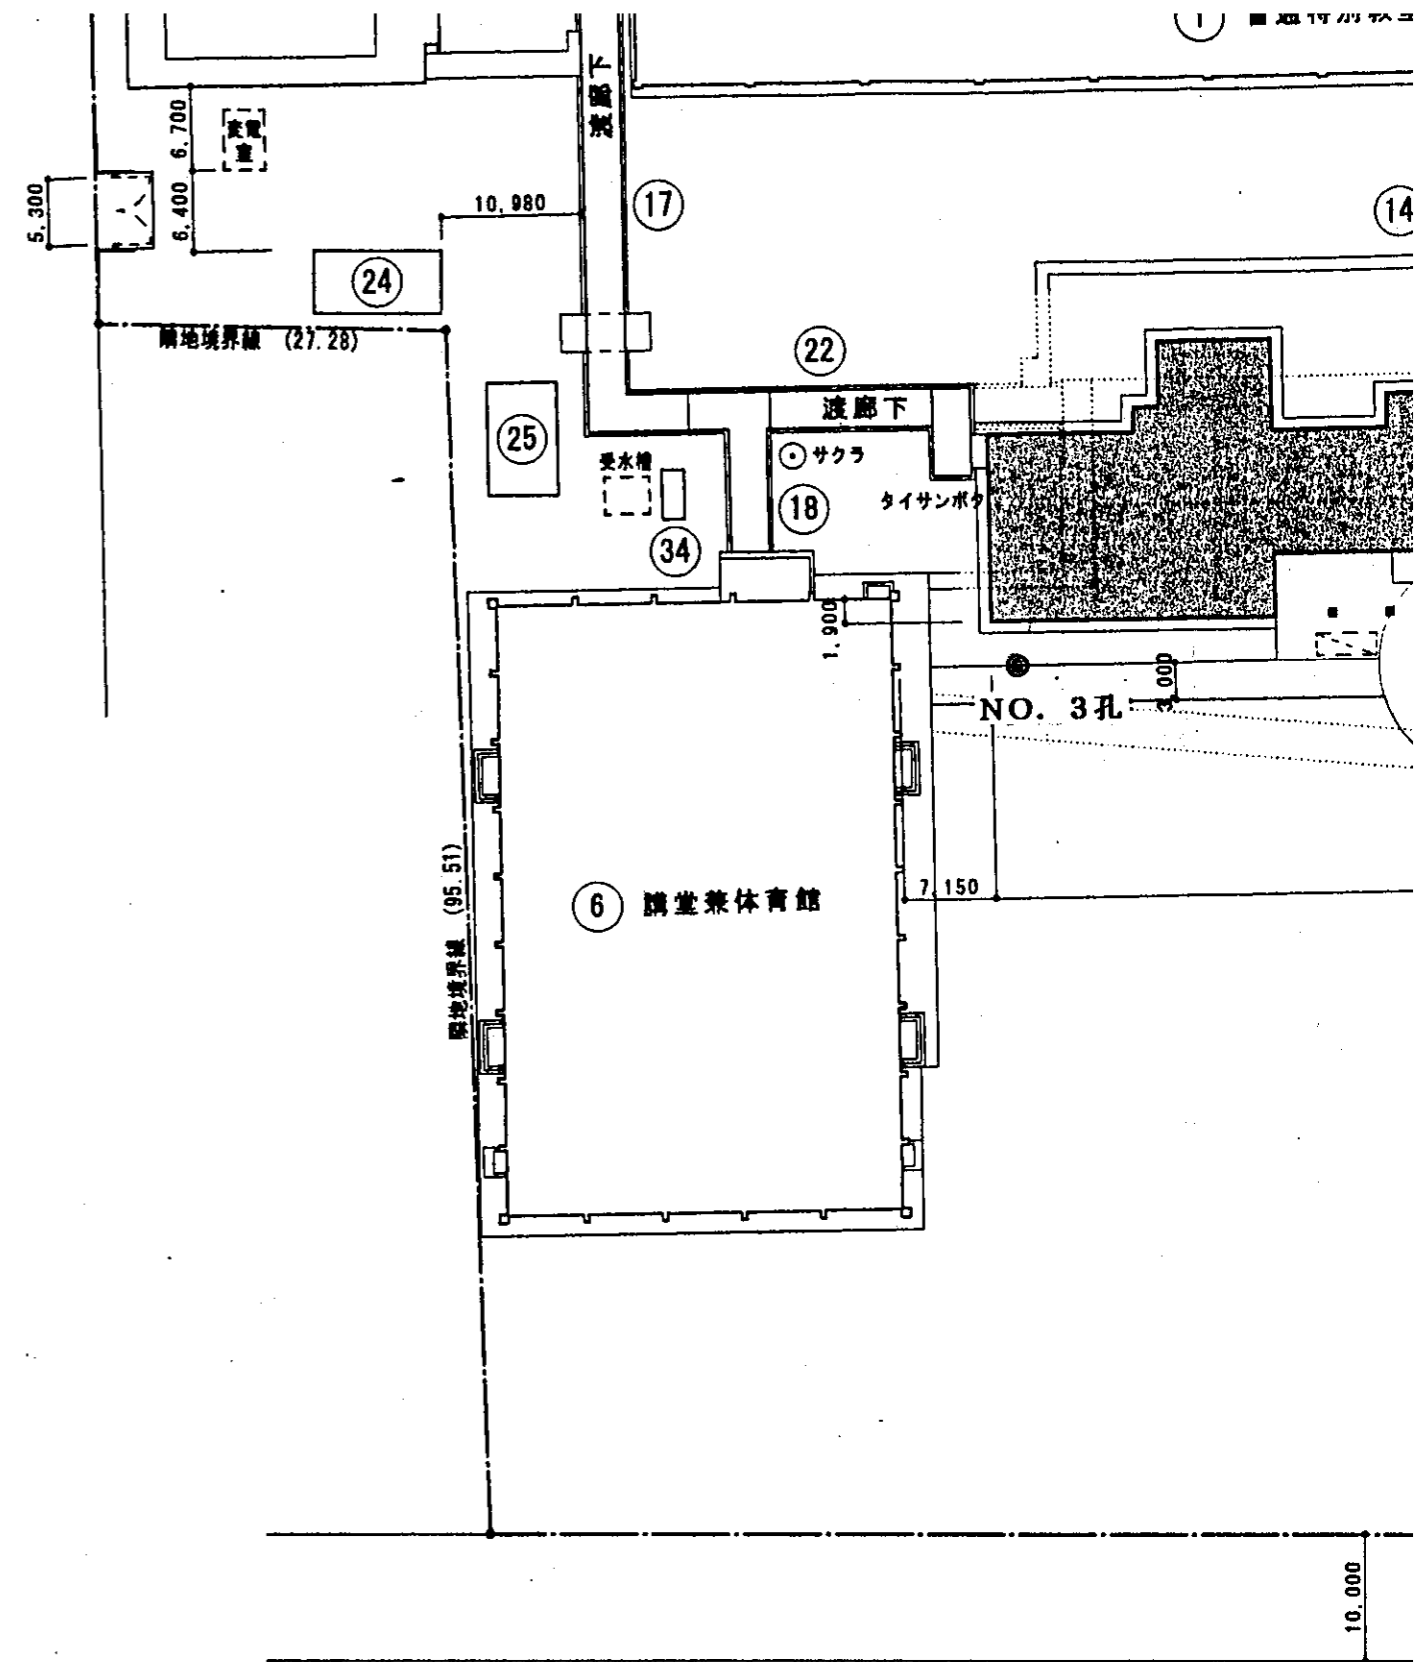 1
渡廊下
6,700
変電
室
5,300
6,400
10,980
17
14
24
隣地境界線 (27.28)
22
渡廊下
25
サクラ
受水槽
タイサンボク
18
34
1,900
3,000
NO. 3孔
隣地境界線 (95.51)
7,150
6 講堂兼体育館
10,000